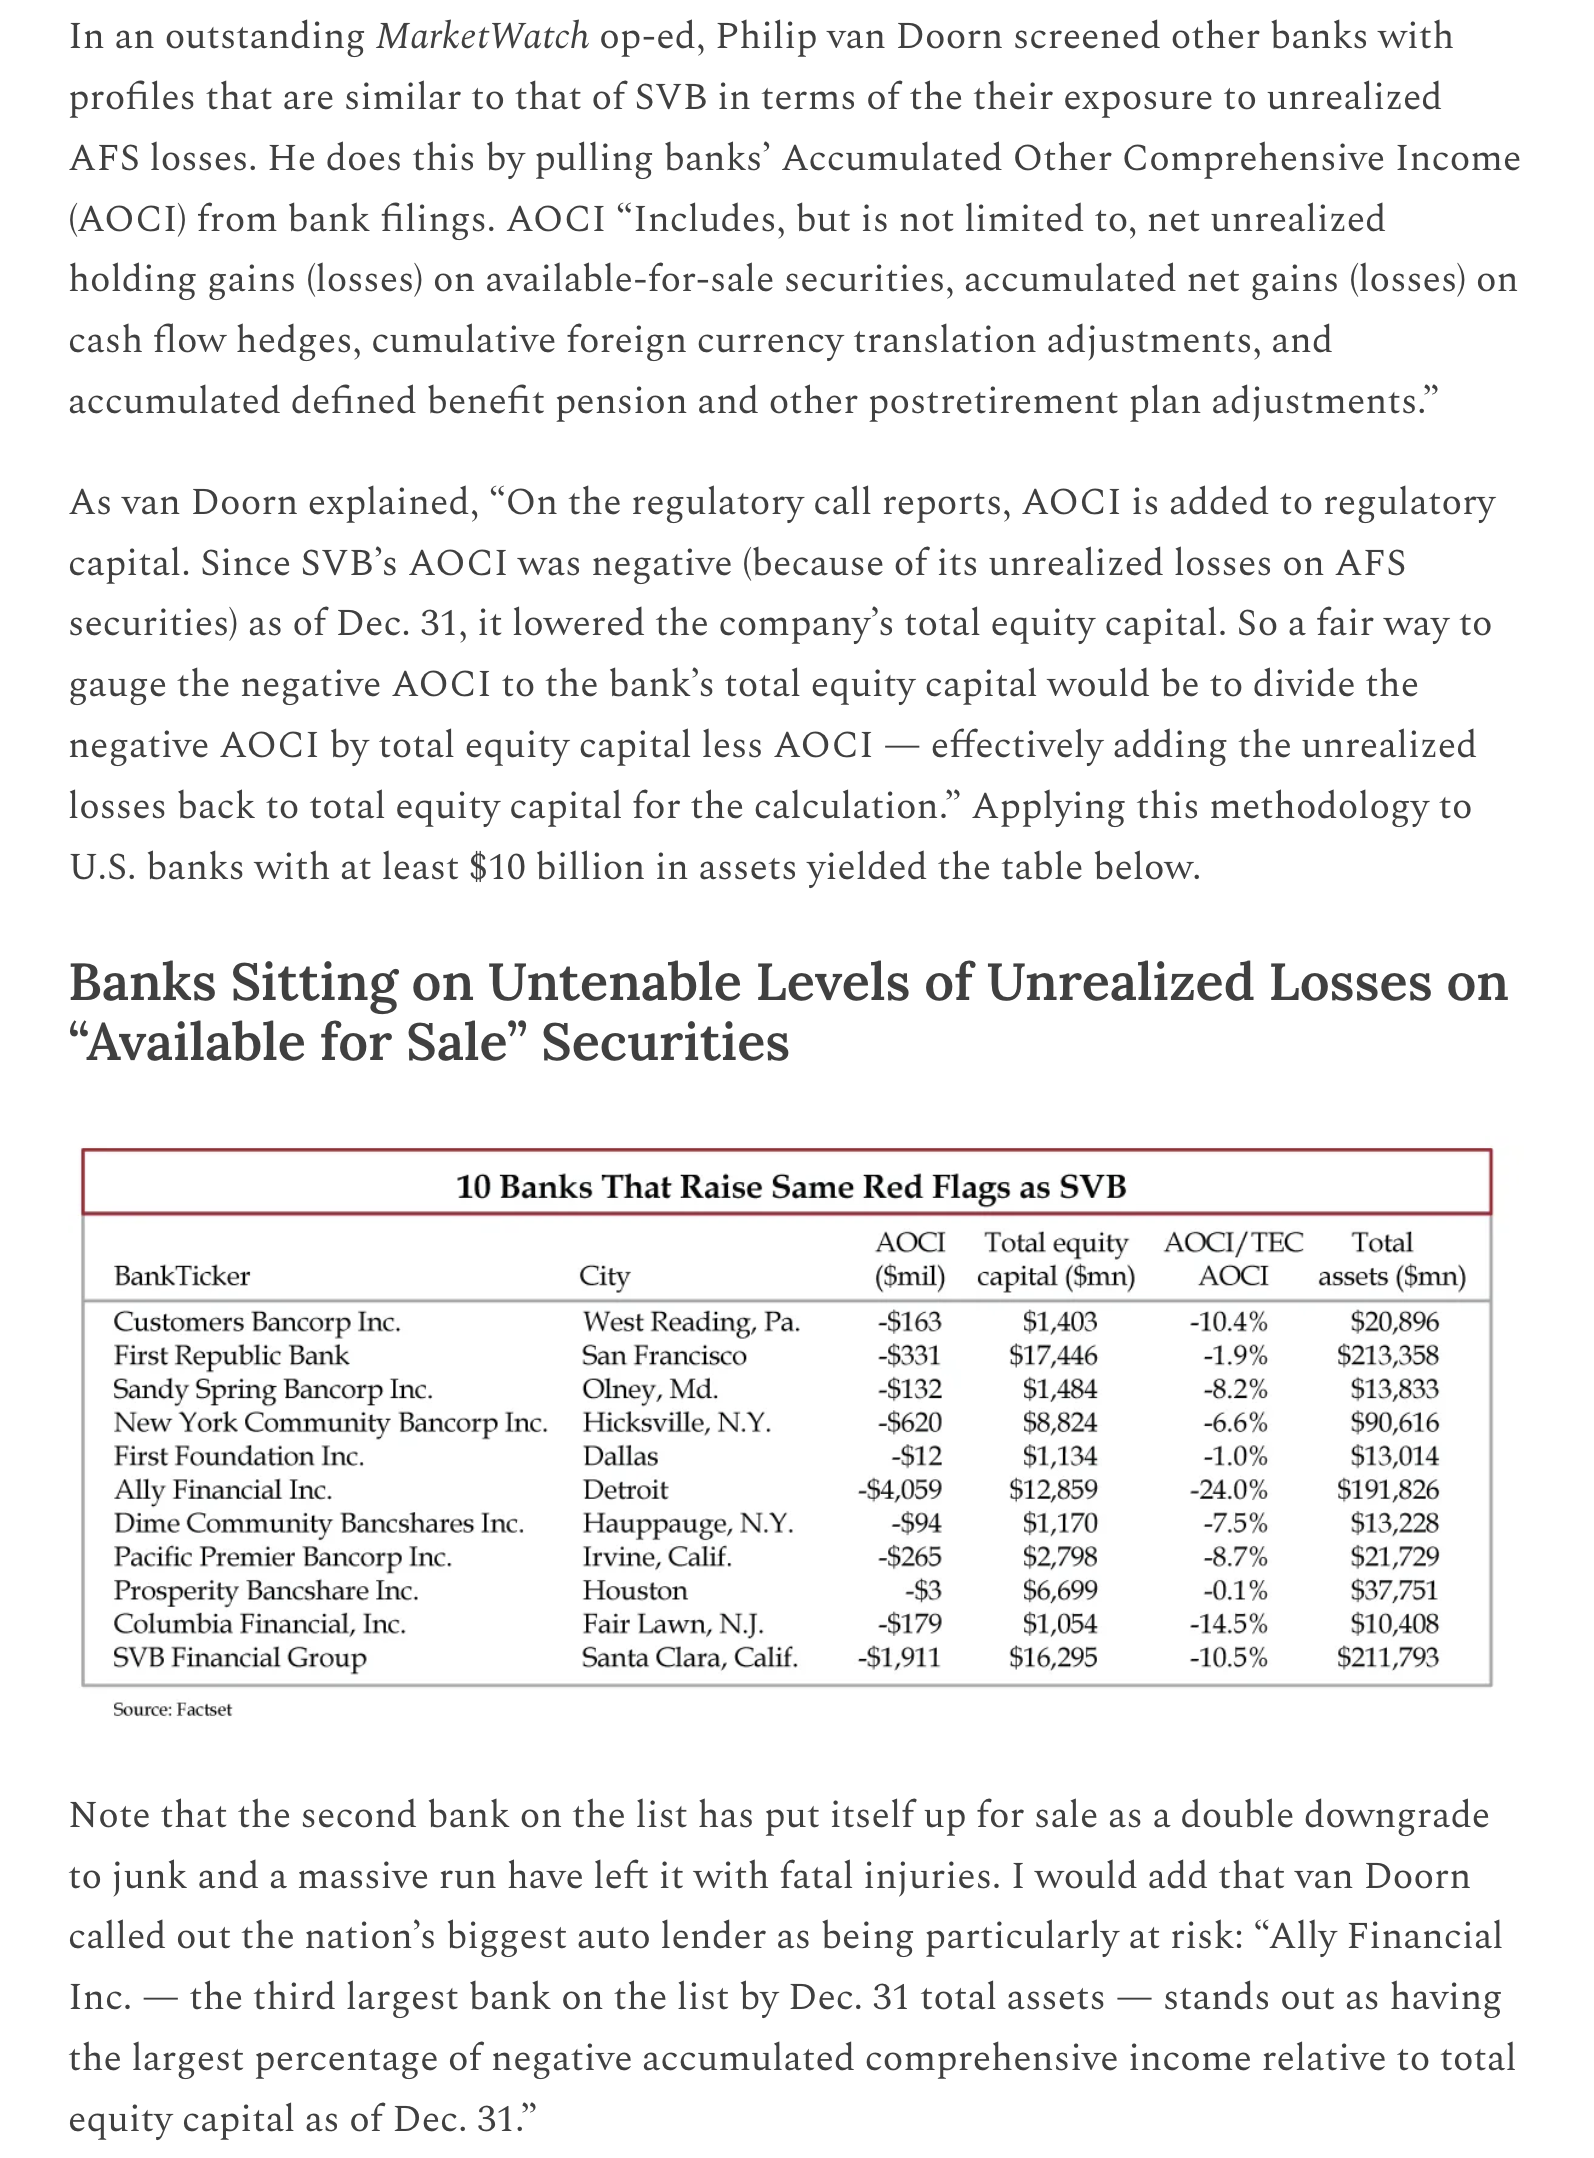 In an outstanding MarketWatch op-ed, Philip van Doorn screened other banks with
profiles that are similar to that of SVB in terms of the their exposure to unrealized
AFS losses. He does this by pulling banks’ Accumulated Other Comprehensive Income
(AOCI) from bank filings. AOCI “Includes, but is not limited to, net unrealized
holding gains (losses) on available-for-sale securities, accumulated net gains (losses) on
cash flow hedges, cumulative foreign currency translation adjustments, and
accumulated defined benefit pension and other postretirement plan adjustments.”
As van Doorn explained, “On the regulatory call reports, AOCI is added to regulatory
capital. Since SVB’s AOCI was negative (because of its unrealized losses on AFS
securities) as of Dec. 31, it lowered the company’s total equity capital. So a fair way to
gauge the negative AOCI to the bank’s total equity capital would be to divide the
negative AOCI by total equity capital less AOCI — effectively adding the unrealized
losses back to total equity capital for the calculation.” Applying this methodology to
U.S. banks with at least $10 billion in assets yielded the table below.
Banks Sitting on Untenable Levels of Unrealized Losses on
“Available for Sale” Securities
10 Banks That Raise Same Red Flags as SVB
AOCI Total equity AOCI/TEC Total
BankTicker City ($mil) capital ($mn) AOCI assets ($mn)
Customers Bancorp Inc. West Reading, Pa. -$163 $1,403 -10.4% $20,896
First Republic Bank San Francisco -$331 $17,446 -1.9% $213,358
Sandy Spring Bancorp Inc. Olney, Md. -$132 $1,484 -8.2% $13,833
New York Community Bancorp Inc. Hicksville, N.Y. -$620 $8,824 -6.6% $90,616
First Foundation Inc. Dallas -$12 $1,134 -1.0% $13,014
Ally Financial Inc. Detroit -$4,059 $12,859 -24.0% $191,826
Dime Community Bancshares Inc. Hauppauge, N.Y. -$94 $1,170 -7.5% $13,228
Pacific Premier Bancorp Inc. Irvine, Calif. -$265 $2,798 -8.7% $21,729
Prosperity Bancshare Inc. Houston -$3 $6,699 -0.1% $37,751
Columbia Financial, Inc. Fair Lawn, N.J. -$179 $1,054 -14.5% $10,408
SVB Financial Group Santa Clara, Calif. -$1,911 $16,295 -10.5% $211,793
Source: Factset
Note that the second bank on the list has put itself up for sale as a double downgrade
to junk and a massive run have left it with fatal injuries. I would add that van Doorn
called out the nation’s biggest auto lender as being particularly at risk: “Ally Financial
Inc. — the third largest bank on the list by Dec. 31 total assets — stands out as having
the largest percentage of negative accumulated comprehensive income relative to total
equity capital as of Dec. 31.”